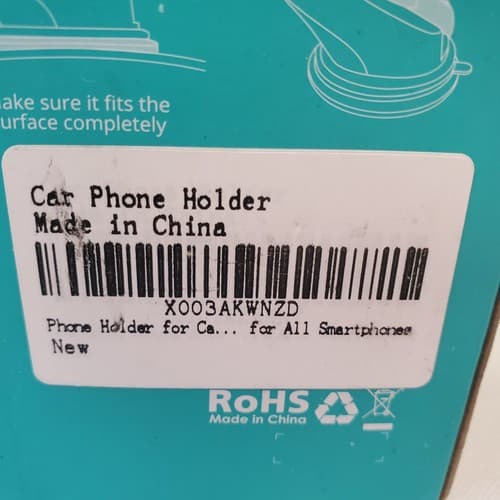 ake sure it fits the
urface completely
Car Phone Holder
Made in China
X003AKWNZD
Phone Holder for Ca... for All Smartphones
New
RoHS
Made in China